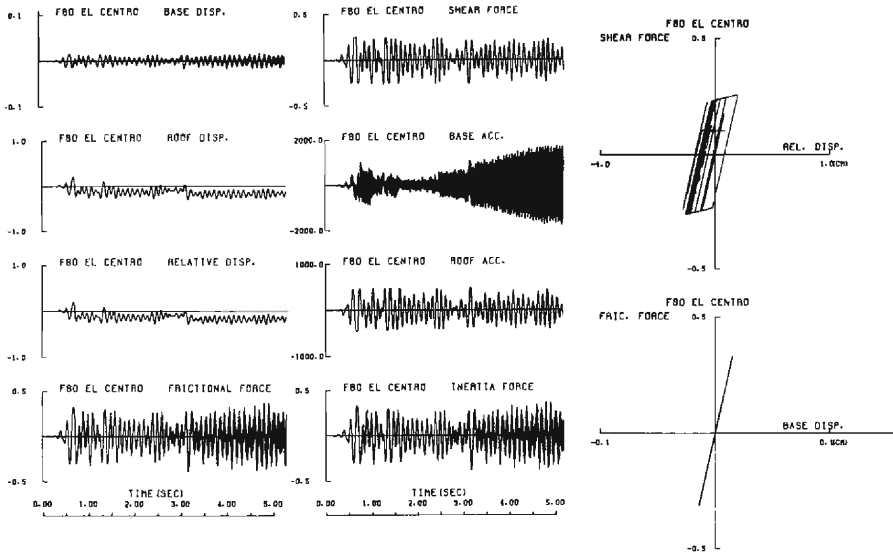 F80 EL CENTRO BASE DISP.
0.1
-0.1
F80 EL CENTRO ROOF DISP.
1.0
-1.0
F80 EL CENTRO RELATIVE DISP.
1.0
-1.0
F80 EL CENTRO FRICTIONAL FORCE
0.5
-0.5
TIME(SEC)
0.00 1.00 2.00 3.00 4.00 5.00
F80 EL CENTRO SHEAR FORCE
0.5
-0.5
F80 EL CENTRO BASE ACC.
2000.0
-2000.0
F80 EL CENTRO ROOF ACC.
1000.0
-1000.0
F80 EL CENTRO INERTIA FORCE
0.5
-0.5
TIME(SEC)
0.00 1.00 2.00 3.00 4.00 5.00
F80 EL CENTRO
SHEAR FORCE 0.5
REL. DISP.
-1.0 1.0(CM)
-0.5
F80 EL CENTRO
FRIC. FORCE 0.5
BASE DISP.
-0.1 0.1(CM)
-0.5